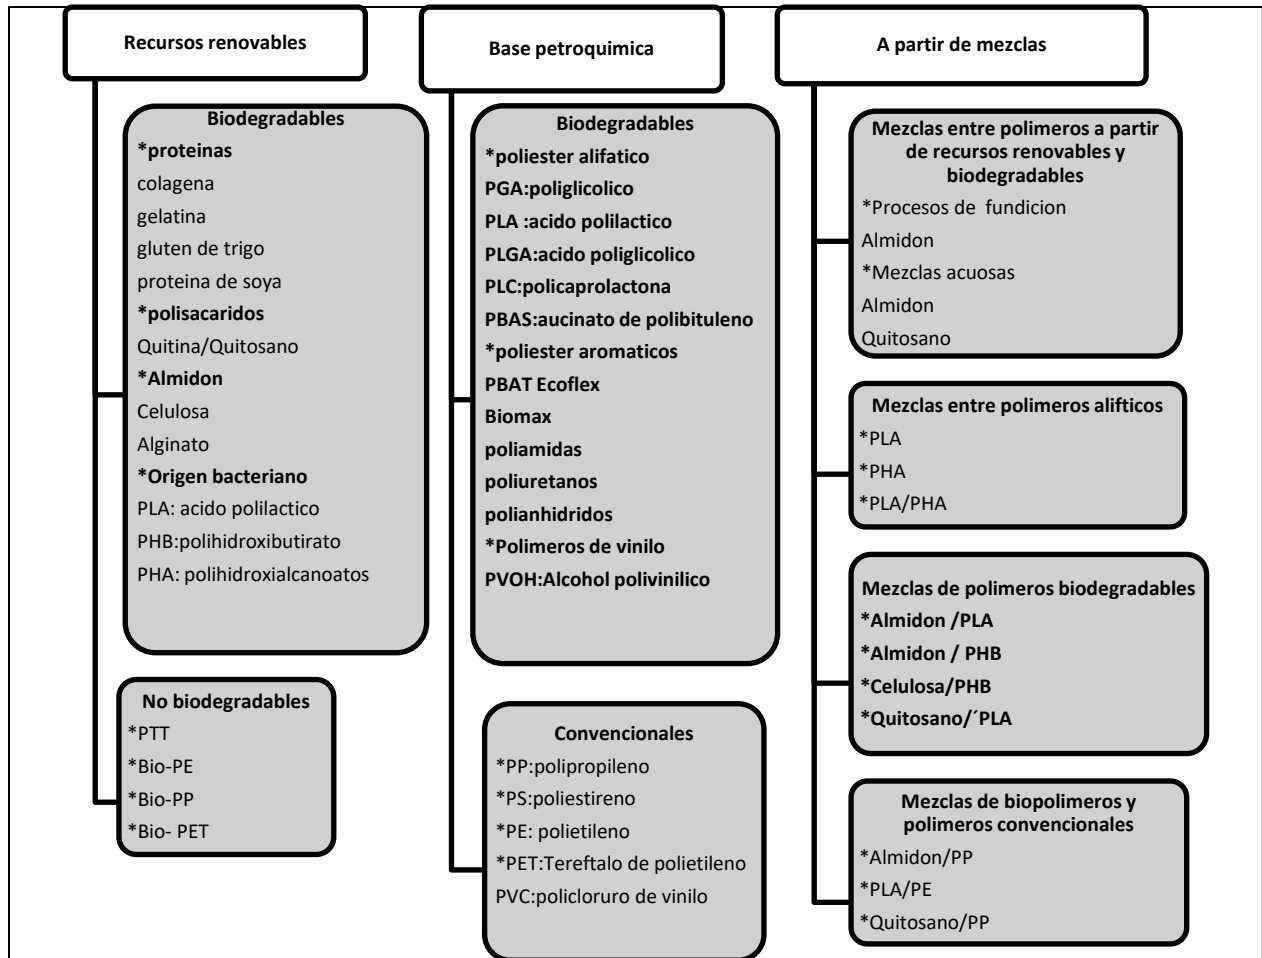 Recursos renovables
Biodegradables
*proteinas
colagena
gelatina
gluten de trigo
proteina de soya
*polisacaridos
Quitina/Quitosano
*Almidon
Celulosa
Alginato
*Origen bacteriano
PLA: acido polilactico
PHB:polihidroxibutirato
PHA: polihidroxialcanoatos
No biodegradables
*PTT
*Bio-PE
*Bio-PP
*Bio- PET
Base petroquimica
Biodegradables
*poliester alifatico
PGA:poliglicolico
PLA :acido polilactico
PLGA:acido poliglicolico
PLC:policaprolactona
PBAS:aucinato de polibituleno
*poliester aromaticos
PBAT Ecoflex
Biomax
poliamidas
poliuretanos
polianhidridos
*Polimeros de vinilo
PVOH:Alcohol polivinilico
Convencionales
*PP:polipropileno
*PS:poliestireno
*PE: polietileno
*PET:Tereftalo de polietileno
PVC:policloruro de vinilo
A partir de mezclas
Mezclas entre polimeros a partir
de recursos renovables y
biodegradables
*Procesos de fundicion
Almidon
*Mezclas acuosas
Almidon
Quitosano
Mezclas entre polimeros alifticos
*PLA
*PHA
*PLA/PHA
Mezclas de polimeros biodegradables
*Almidon /PLA
*Almidon / PHB
*Celulosa/PHB
*Quitosano/´PLA
Mezclas de biopolimeros y
polimeros convencionales
*Almidon/PP
*PLA/PE
*Quitosano/PP